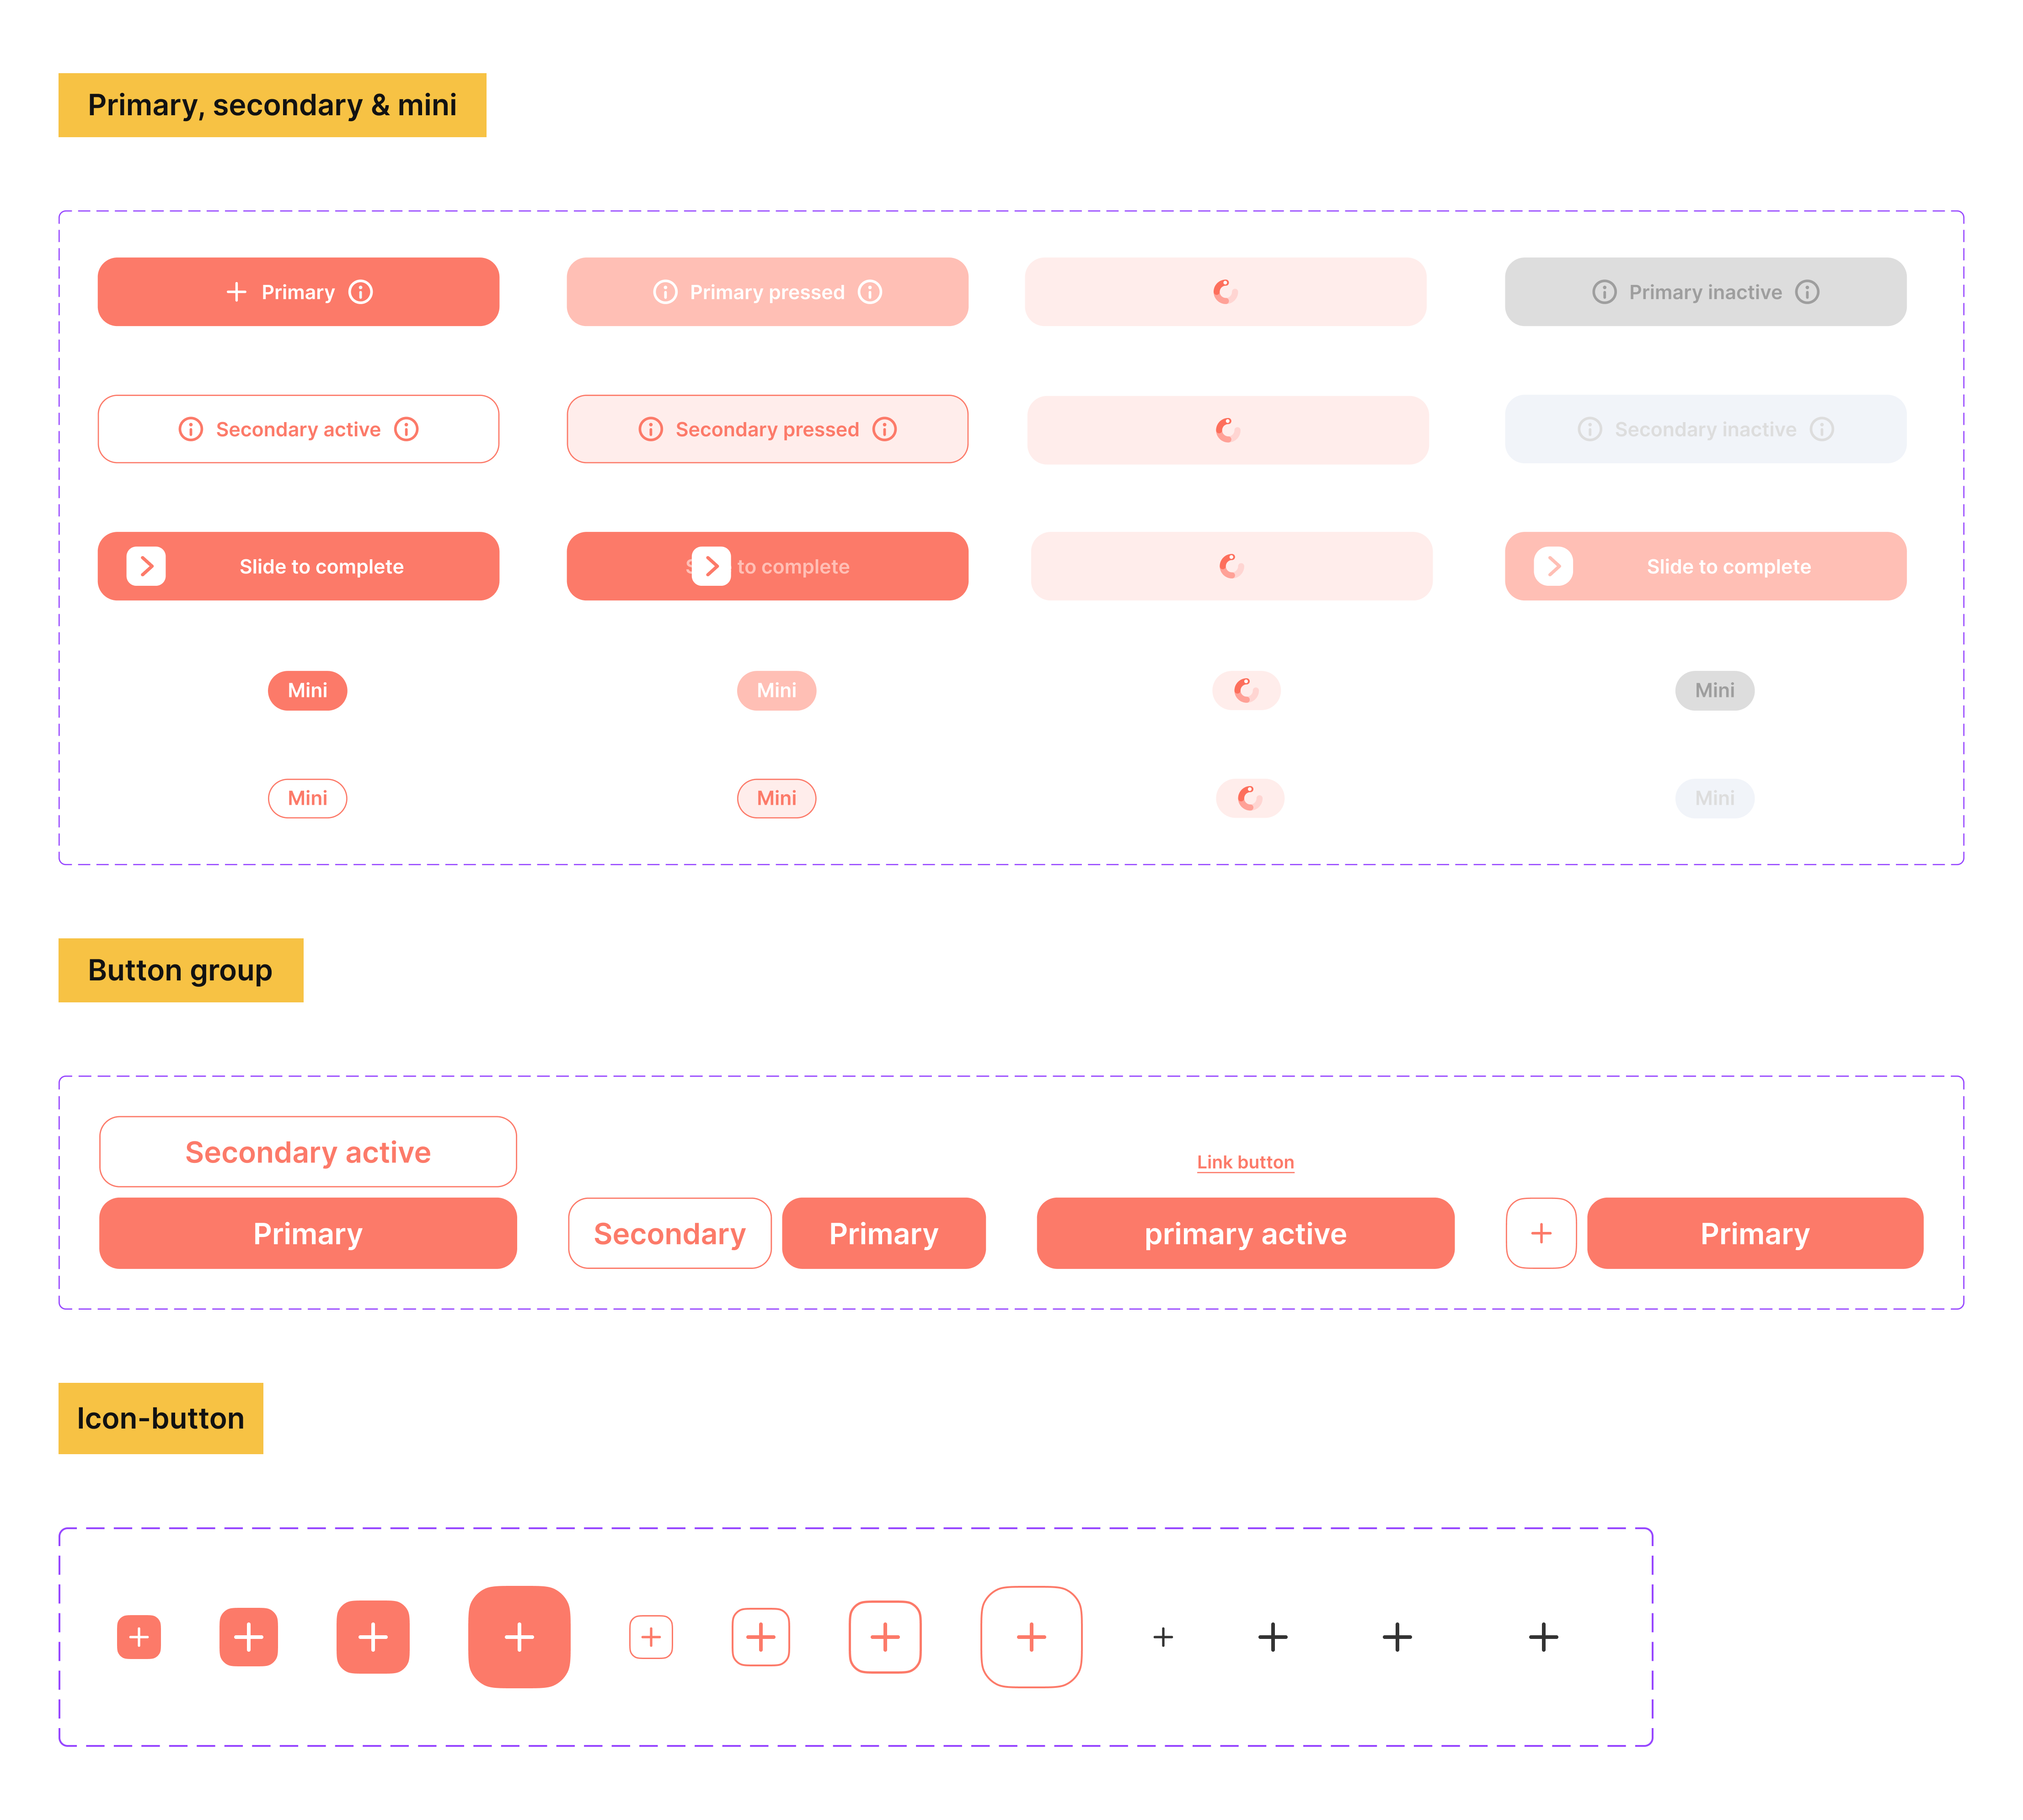 Primary, secondary & mini
Primary
Primary pressed
Primary inactive
Secondary active
Secondary pressed
Secondary inactive
Slide to complete
to complete
Slide to complete
Mini
Mini
Mini
Mini
Mini
Mini
Button group
Secondary active
Link button
Primary
Secondary
Primary
primary active
Primary
Icon-button